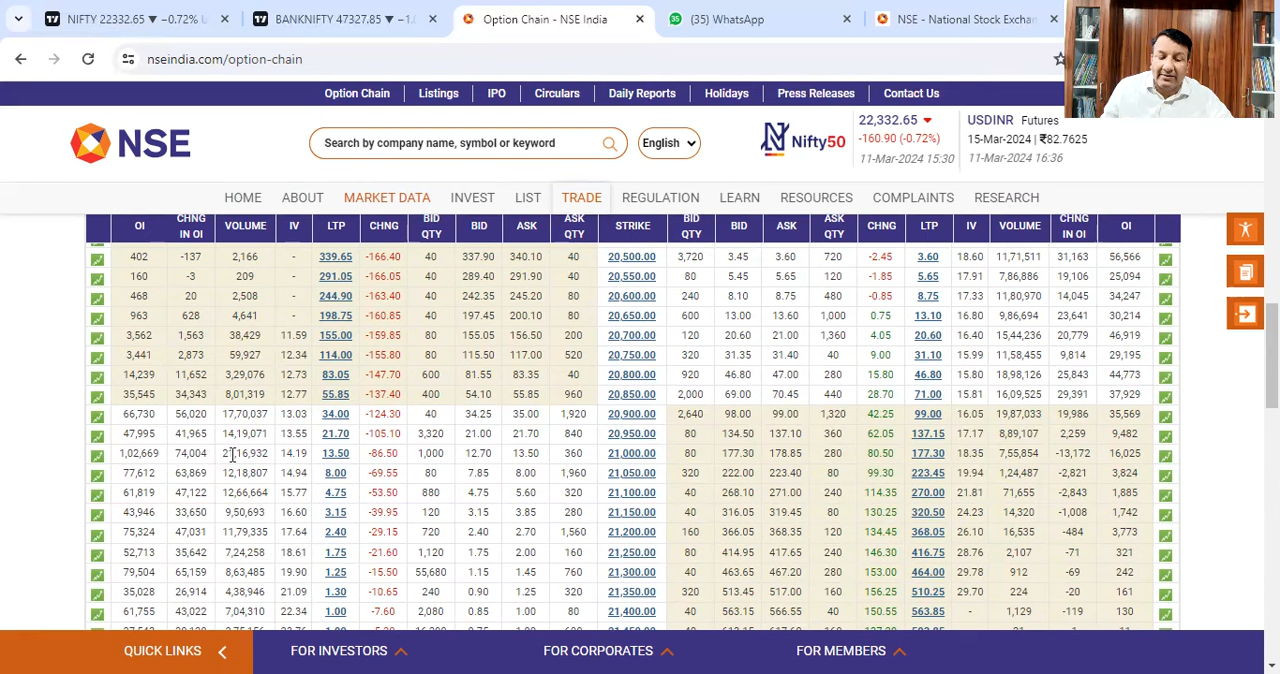 NIFTY 22332.65 ▼ −0.72%
BANKNIFTY 47327.85 ▼ −1.
Option Chain - NSE India
(35) WhatsApp
NSE - National Stock Exchan
nseindia.com/option-chain
Option Chain Listings IPO Circulars Daily Reports Holidays Press Releases Contact Us
NSE
Search by company name, symbol or keyword
English
Nifty50
22,332.65
-160.90 (-0.72%)
11-Mar-2024 15:30
USDINR Futures
15-Mar-2024 | ₹82.7625
11-Mar-2024 16:36
HOME ABOUT MARKET DATA INVEST LIST TRADE REGULATION LEARN RESOURCES COMPLAINTS RESEARCH
OI CHNG IN OI VOLUME IV LTP CHNG BID QTY BID ASK ASK QTY STRIKE BID QTY BID ASK ASK QTY CHNG LTP IV VOLUME CHNG IN OI OI
402 -137 2,166 - 339.65 -166.40 40 337.90 340.10 40 20,500.00 3,720 3.45 3.60 720 -2.45 3.60 18.60 11,71,511 31,163 56,566
160 -3 209 - 291.05 -166.05 40 289.40 291.90 40 20,550.00 80 5.45 5.65 120 -1.85 5.65 17.91 7,86,886 19,106 25,094
468 20 2,508 - 244.90 -163.40 40 242.35 245.20 80 20,600.00 240 8.10 8.75 480 -0.85 8.75 17.33 11,80,970 14,045 34,247
963 628 4,641 - 198.75 -160.85 40 197.45 200.10 80 20,650.00 600 13.00 13.60 1,000 0.75 13.10 16.80 9,86,694 23,641 30,214
3,562 1,563 38,429 11.59 155.00 -159.85 80 155.05 156.50 200 20,700.00 120 20.60 21.00 1,360 4.05 20.60 16.40 15,44,236 20,779 46,919
3,441 2,873 59,927 12.34 114.00 -155.80 80 115.50 117.00 520 20,750.00 320 31.35 31.40 40 9.00 31.10 15.99 11,58,455 9,814 29,195
14,239 11,652 3,29,076 12.73 83.05 -147.70 80 81.55 83.35 40 20,800.00 920 46.80 47.00 280 15.80 46.80 15.80 18,98,126 25,843 44,773
35,545 34,343 8,01,319 12.77 55.85 -137.40 400 54.10 55.85 960 20,850.00 2,000 69.00 70.45 440 28.70 71.00 15.81 16,09,525 29,391 37,929
66,730 56,020 17,70,037 13.03 34.00 -124.30 40 34.25 35.00 1,920 20,900.00 2,640 98.00 99.00 1,320 42.25 99.00 16.05 19,87,033 19,986 35,569
47,995 41,965 14,19,071 13.55 21.70 -105.10 3,320 21.00 21.70 840 20,950.00 80 134.50 137.10 360 62.05 137.15 17.17 8,89,107 2,259 9,482
1,02,669 74,004 14.19 13.50 -86.50 1,000 12.70 13.50 360 21,000.00 80 177.30 178.85 280 81.10 177.30 18.35 7,55,854 -13,172 16,025
77,612 63,869 12,18,807 14.94 8.00 -69.55 80 7.85 8.00 1,960 21,050.00 320 222.00 223.40 80 99.30 223.45 19.94 1,24,487 -2,821 3,824
61,819 47,122 12,66,664 15.77 4.75 -53.50 880 4.75 5.60 320 21,100.00 40 268.10 271.00 240 114.35 270.00 21.81 71,655 -2,843 1,885
43,946 33,650 9,50,693 16.60 3.15 -39.95 120 3.15 3.85 280 21,150.00 40 316.05 319.45 80 130.25 320.50 24.23 14,320 -1,008 1,742
75,324 47,031 11,79,335 17.64 2.40 -29.15 720 2.40 2.70 1,560 21,200.00 160 366.05 368.35 120 134.45 368.05 26.10 16,535 -484 3,773
52,713 35,642 7,24,258 18.61 1.75 -21.60 1,120 1.75 2.00 160 21,250.00 80 414.95 417.65 240 146.30 416.75 28.76 2,107 -71 321
79,504 65,159 8,63,485 19.90 1.25 -15.50 55,680 1.15 1.45 760 21,300.00 40 463.65 467.20 280 153.00 464.00 29.78 912 -69 242
35,028 26,914 4,38,946 21.09 1.30 -10.65 240 0.90 1.25 320 21,350.00 320 513.45 517.00 160 156.25 510.25 29.70 224 -20 161
61,755 43,022 7,04,310 22.34 1.00 -7.60 2,080 0.85 1.00 80 21,400.00 40 563.15 566.55 40 150.55 563.85 - 1,129 -119 130
QUICK LINKS FOR INVESTORS FOR CORPORATES FOR MEMBERS